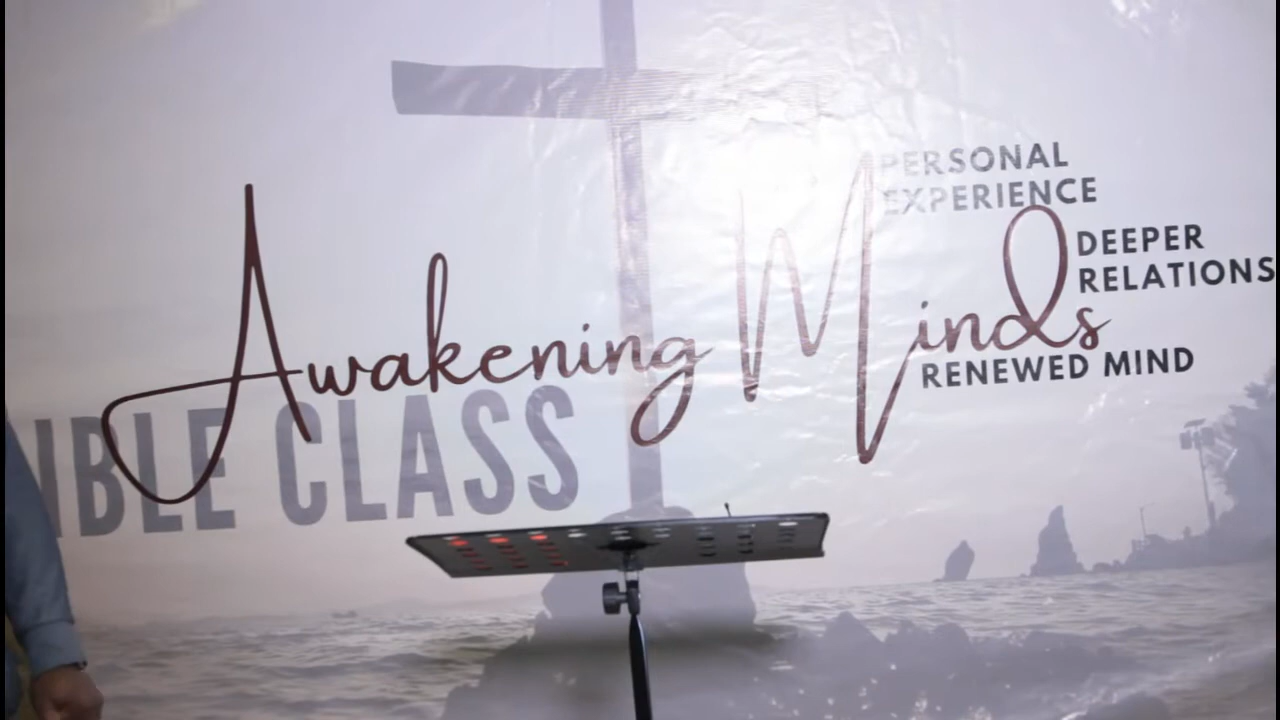 PERSONAL
EXPERIENCE
DEEPER
RELATIONS
Awakening Minds
RENEWED MIND
IBLE CLASS